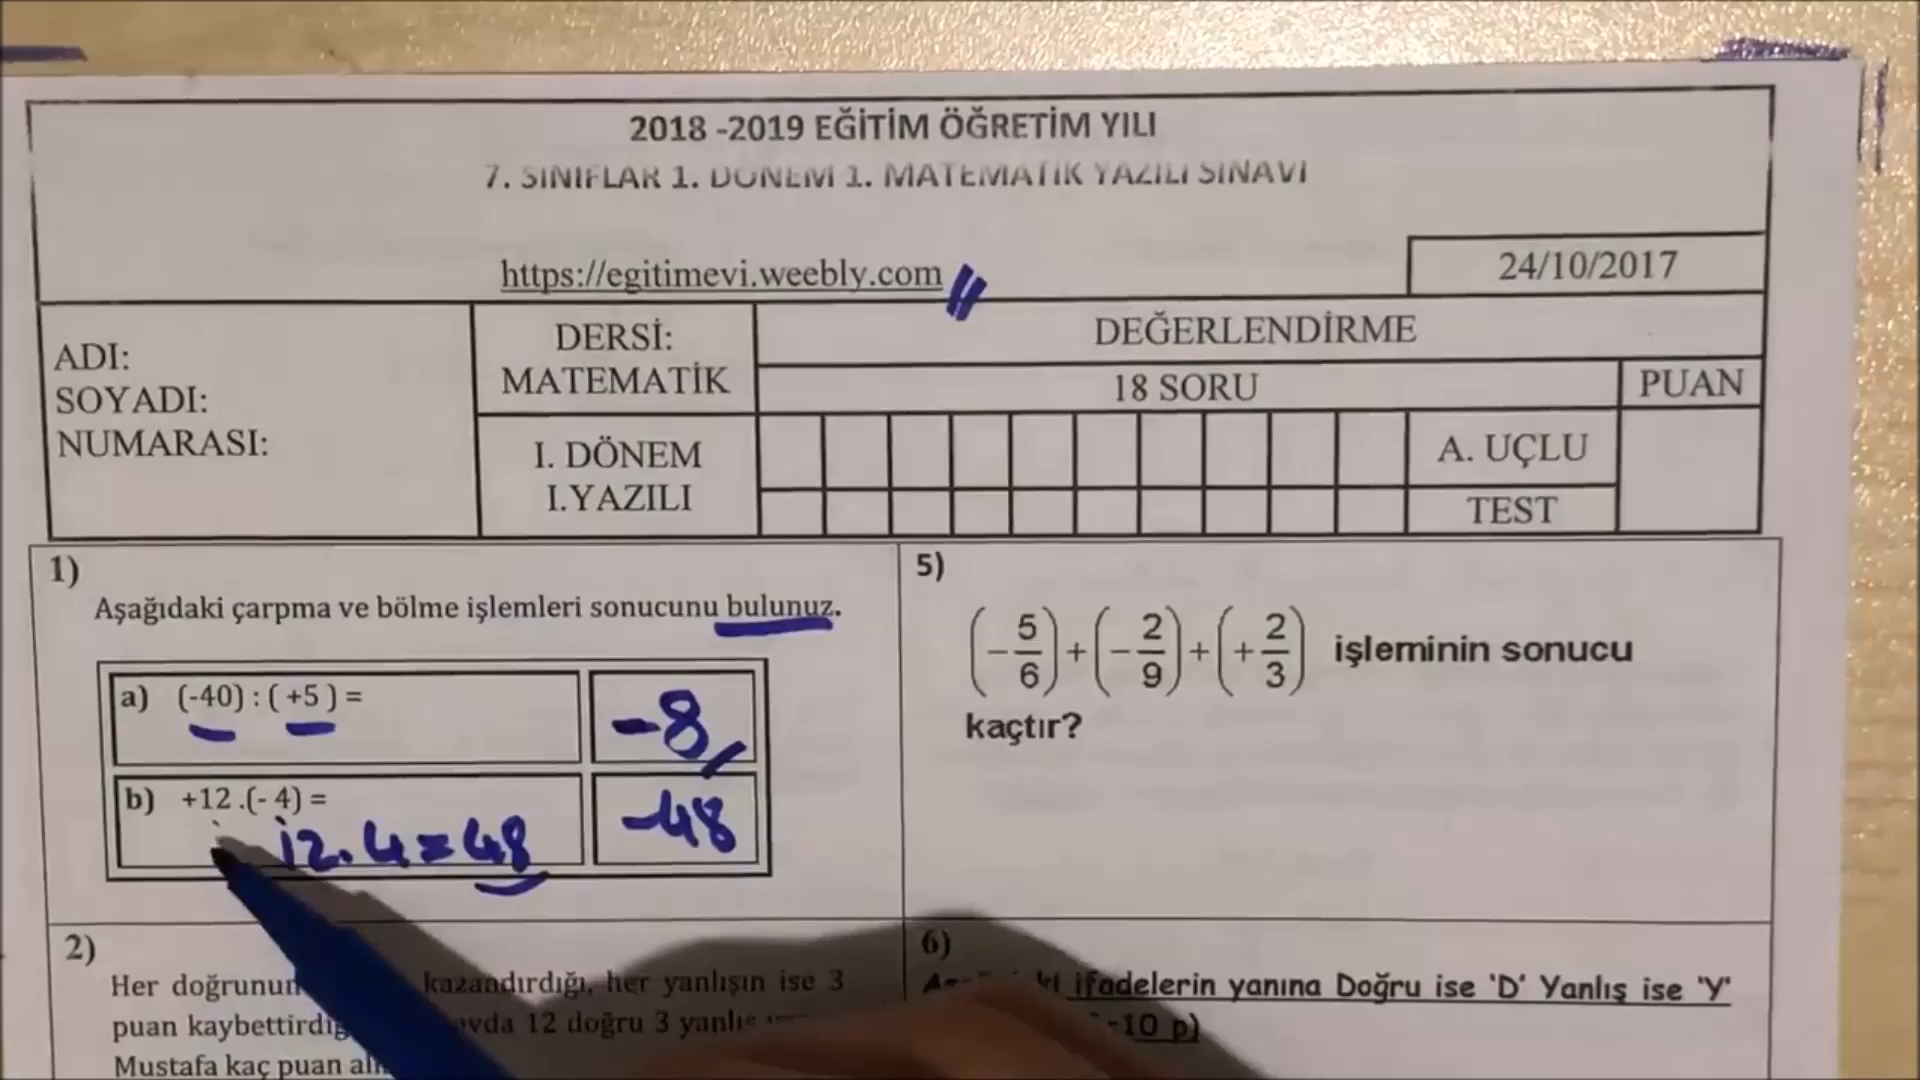 2018 -2019 EĞİTİM ÖĞRETİM YILI
7. SINIFLAR 1. DÖNEM 1. MATEMATİK YAZILI SINAVI
https://egitimevi.weebly.com
24/10/2017
ADI:
SOYADI:
NUMARASI:
DERSİ:
MATEMATİK
I. DÖNEM
I.YAZILI
DEĞERLENDİRME
18 SORU
PUAN
A. UÇLU
TEST
1)
Aşağıdaki çarpma ve bölme işlemleri sonucunu bulunuz.
a) (-40) : ( +5 ) =
-8
b) +12 .(- 4) =
12.4=48
-48
2)
Her doğrunun kazandırdığı, her yanlışın ise 3
puan kaybettirdiğ 12 doğru 3 yanlış
Mustafa kaç puan
5)
(-5/6)+(-2/9)+(+2/3) işleminin sonucu
kaçtır?
6)
ifadelerin yanına Doğru ise 'D' Yanlış ise 'Y'
-10 p)